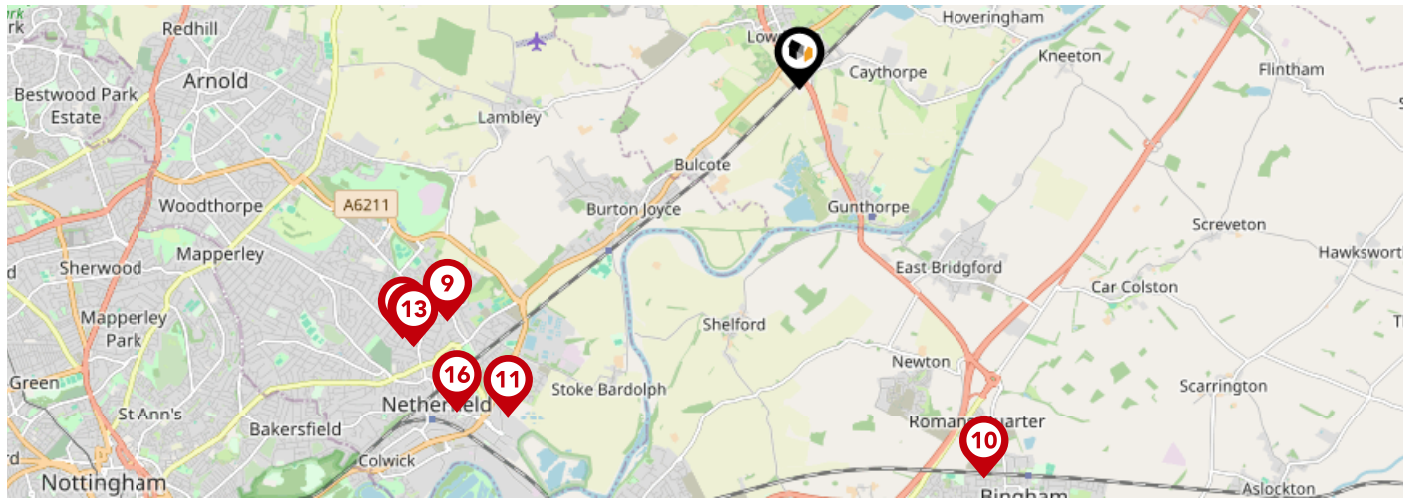 Redhill
Hoveringham
Kneeton
Arnold
Caythorpe
Flintham
Bestwood Park
Estate
Lambley
Bulcote
A6211
Woodthorpe
Burton Joyce
Gunthorpe
Screveton
Mapperley
Hawksworth
Sherwood
East Bridgford
Car Colston
9
13
Mapperley
Park
Shelford
Newton
16
11
Green
Stoke Bardolph
Scarrington
Netherfield
St Ann's
Bakersfield
10
Colwick
Nottingham
Bingham
Aslockton